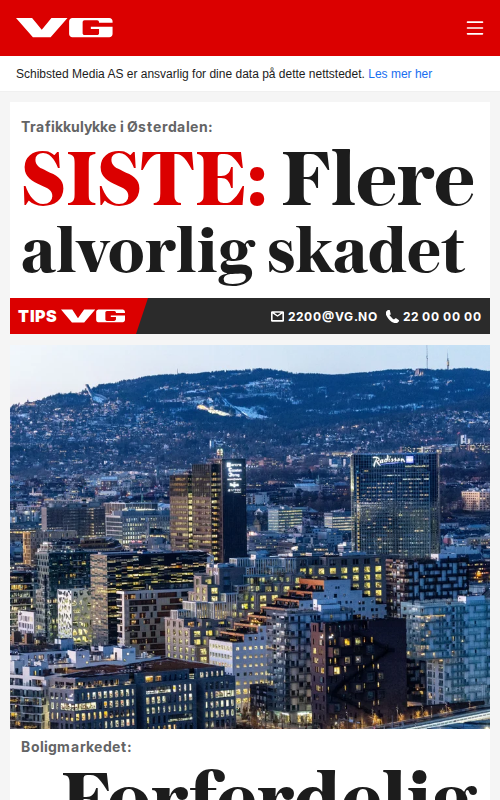 VG
Schibsted Media AS er ansvarlig for dine data på dette nettstedet. Les mer her
Trafikkulykke i Østerdalen:
SISTE: Flere
alvorlig skadet
TIPS VG 2200@VG.NO 22 00 00 00
Radisson
Boligmarkedet:
Forferdelig